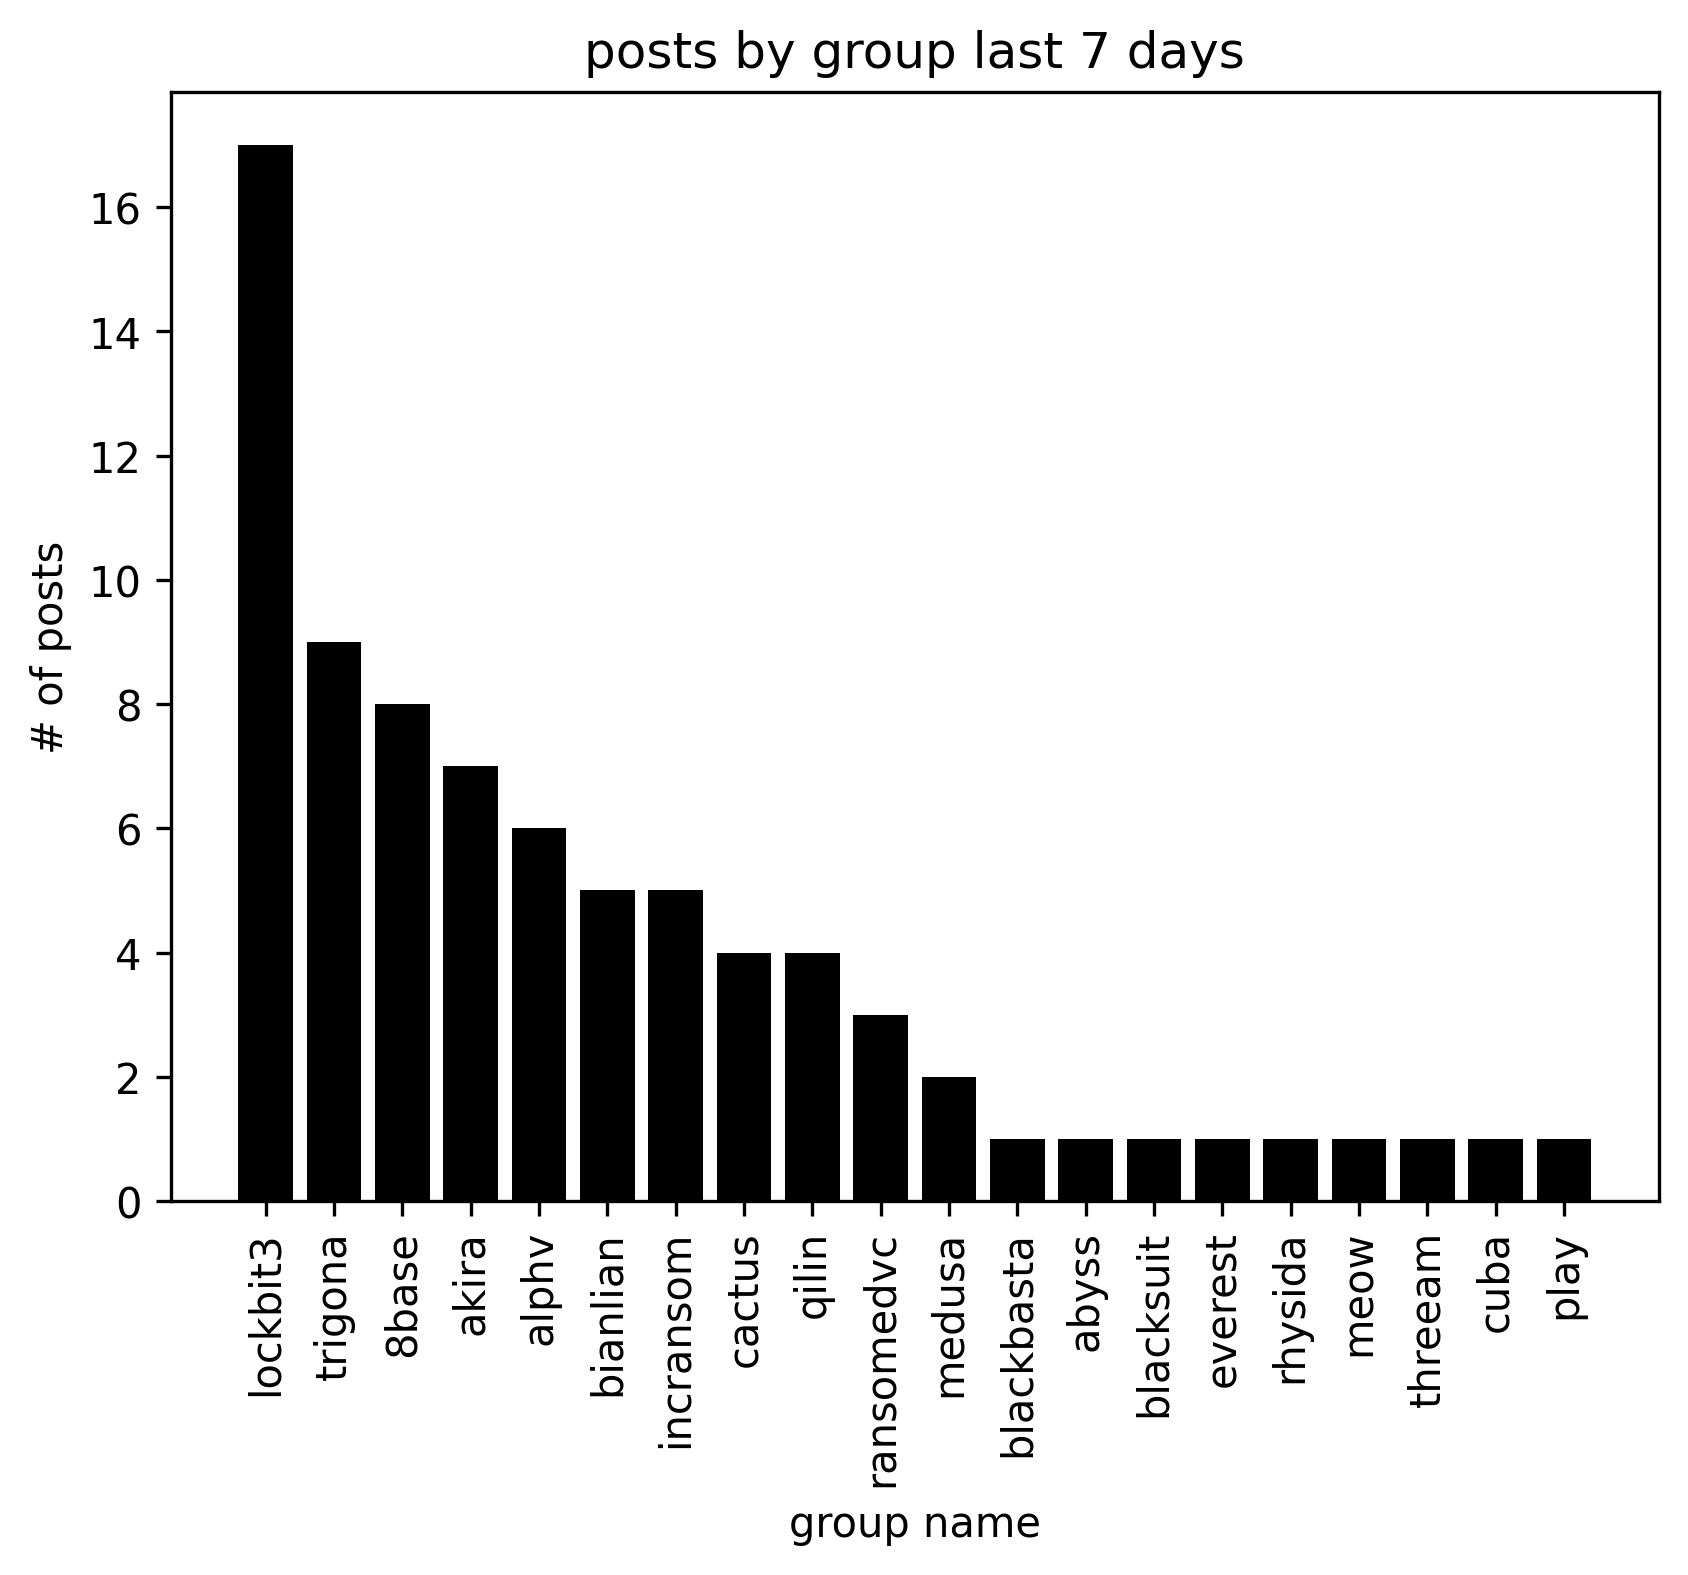 posts by group last 7 days
# of posts
16
14
12
10
8
6
4
2
0
lockbit3
trigona
8base
akira
alphv
bianlian
incransom
cactus
qilin
ransomedvc
medusa
blackbasta
abyss
blacksuit
everest
rhysida
meow
threeam
cuba
play
group name